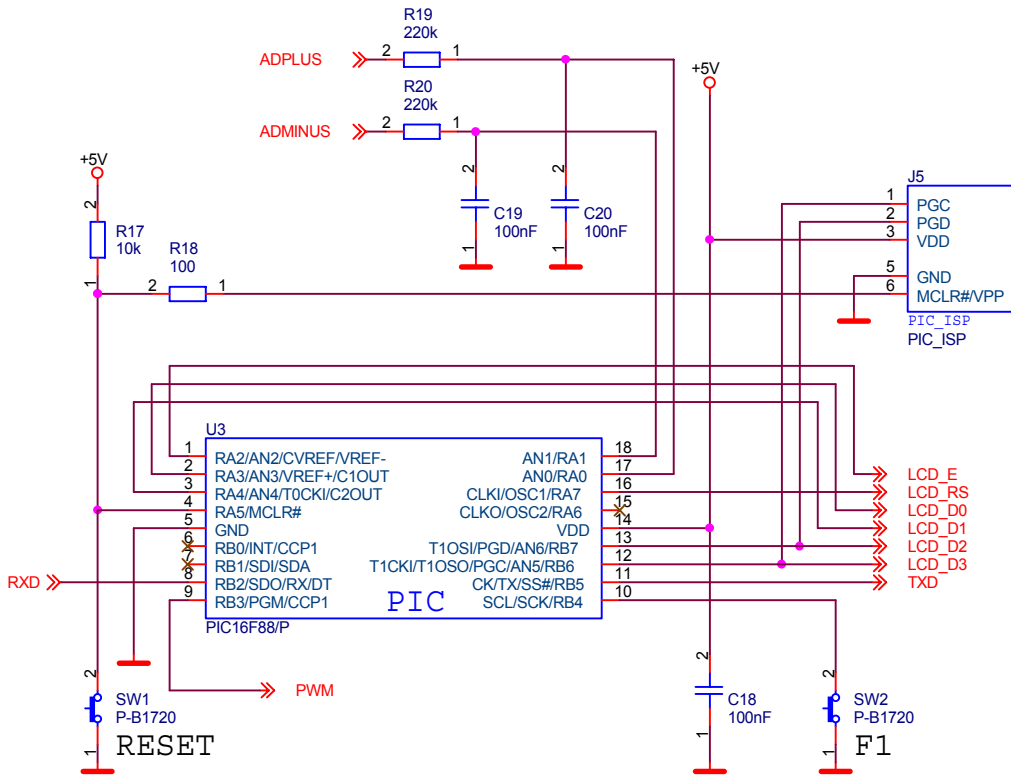 R19
220k
ADPLUS
2
1
R20
220k
ADMINUS
2
1
+5V
+5V
2
R17
10k
1
R18
100
2
1
2
C19
100nF
1
2
C20
100nF
1
J5
1
PGC
2
PGD
3
VDD
5
GND
6
MCLR#/VPP
PIC_ISP
PIC_ISP
U3
1
RA2/AN2/CVREF/VREF-
2
RA3/AN3/VREF+/C1OUT
3
RA4/AN4/T0CKI/C2OUT
4
RA5/MCLR#
5
GND
6
RB0/INT/CCP1
7
RB1/SDI/SDA
8
RB2/SDO/RX/DT
9
RB3/PGM/CCP1
AN1/RA1
18
AN0/RA0
17
CLKI/OSC1/RA7
16
CLKO/OSC2/RA6
15
VDD
14
T1OSI/PGD/AN6/RB7
13
T1CKI/T1OSO/PGC/AN5/RB6
12
CK/TX/SS#/RB5
11
SCL/SCK/RB4
10
PIC
PIC16F88/P
LCD_E
LCD_RS
LCD_D0
LCD_D1
LCD_D2
LCD_D3
TXD
RXD
PWM
2
SW1
P-B1720
1
RESET
2
C18
100nF
1
2
SW2
P-B1720
1
F1